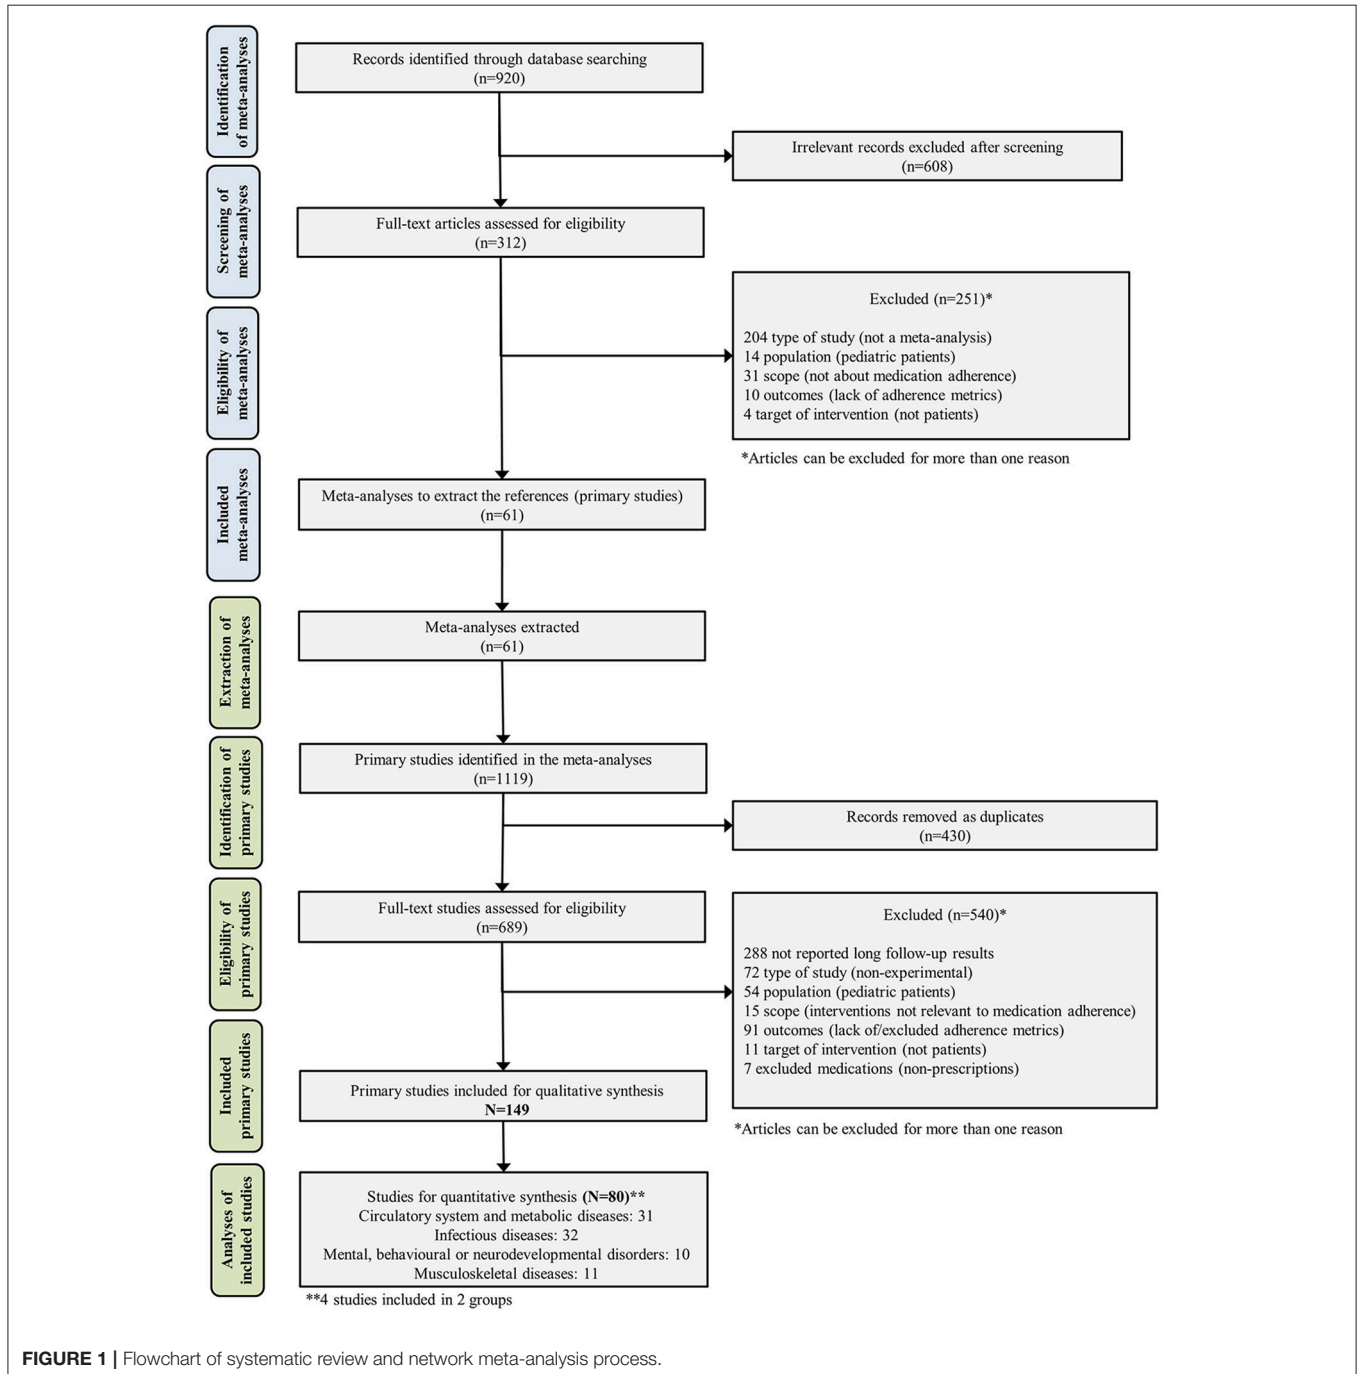 Identification
of meta-analyses
Records identified through database searching
(n=920)
Irrelevant records excluded after screening
(n=608)
Screening of
meta-analyses
Full-text articles assessed for eligibility
(n=312)
Eligibility of
meta-analyses
Excluded (n=251)*
204 type of study (not a meta-analysis)
14 population (pediatric patients)
31 scope (not about medication adherence)
10 outcomes (lack of adherence metrics)
4 target of intervention (not patients)
*Articles can be excluded for more than one reason
Included
meta-analyses
Meta-analyses to extract the references (primary studies)
(n=61)
Extraction of
meta-analyses
Meta-analyses extracted
(n=61)
Identification of
primary studies
Primary studies identified in the meta-analyses
(n=1119)
Records removed as duplicates
(n=430)
Eligibility of
primary studies
Full-text studies assessed for eligibility
(n=689)
Excluded (n=540)*
288 not reported long follow-up results
72 type of study (non-experimental)
54 population (pediatric patients)
15 scope (interventions not relevant to medication adherence)
91 outcomes (lack of/excluded adherence metrics)
11 target of intervention (not patients)
7 excluded medications (non-prescriptions)
*Articles can be excluded for more than one reason
Included
primary studies
Primary studies included for qualitative synthesis
N=149
Analyses of
included studies
Studies for quantitative synthesis (N=80)**
Circulatory system and metabolic diseases: 31
Infectious diseases: 32
Mental, behavioural or neurodevelopmental disorders: 10
Musculoskeletal diseases: 11
**4 studies included in 2 groups
FIGURE 1 | Flowchart of systematic review and network meta-analysis process.